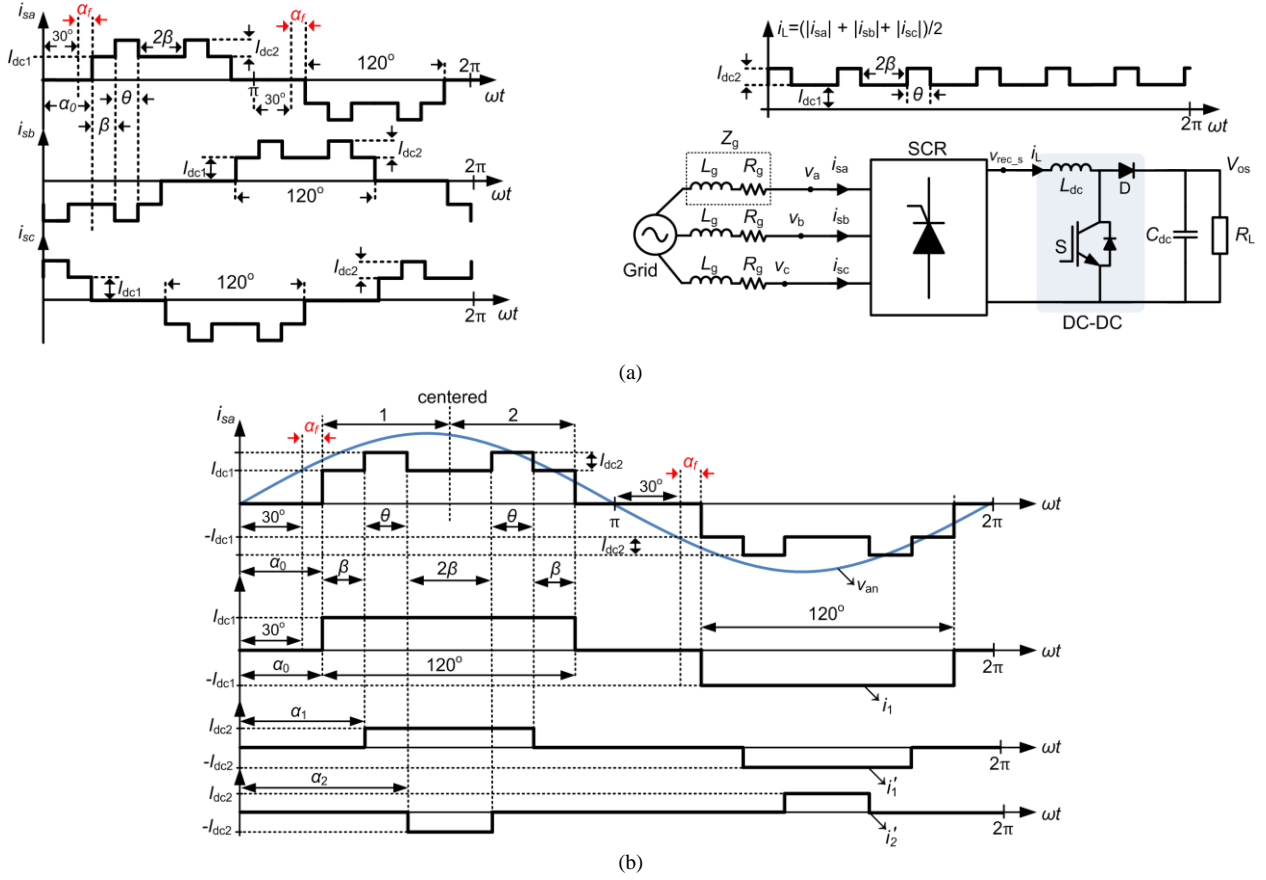 i_sa
α_f
α_f
30°
2β
I_dc2
I_dc1
120°
2π
π
ωt
α_0
θ
30°
β
i_sb
I_dc2
I_dc1
120°
2π
ωt
i_sc
I_dc2
I_dc1
120°
2π
ωt
i_L=(|i_sa| + |i_sb|+ |i_sc|)/2
2β
I_dc2
I_dc1
θ
2π
ωt
Z_g
SCR
L_g
R_g
v_a
i_sa
v_rec_s
i_L
V_os
L_dc
D
L_g
R_g
v_b
i_sb
S
C_dc
R_L
Grid
L_g
R_g
v_c
i_sc
DC-DC
(a)
centered
i_sa
α_f
1
2
I_dc1
I_dc2
α_f
30°
π
ωt
2π
30°
θ
θ
-I_dc1
I_dc2
α_0
β
2β
β
v_an
I_dc1
30°
120°
ωt
2π
α_0
120°
-I_dc1
i_1
α_1
I_dc2
ωt
2π
-I_dc2
i'_1
α_2
I_dc2
ωt
2π
-I_dc2
i'_2
(b)